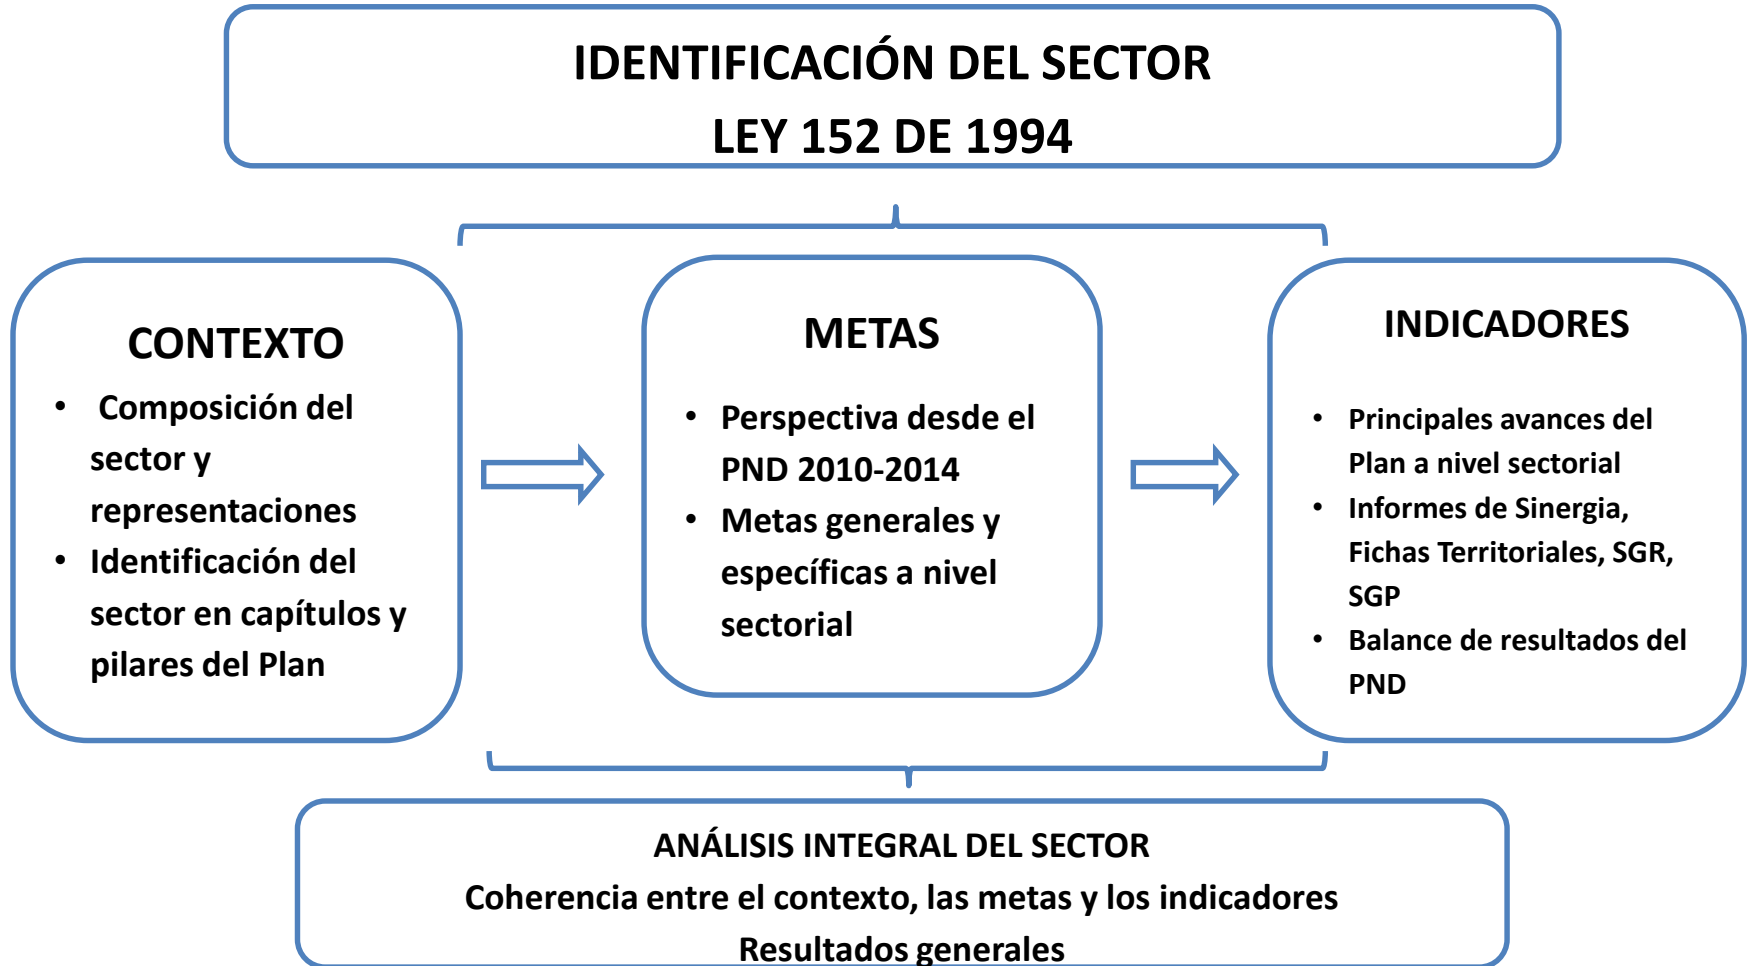 IDENTIFICACIÓN DEL SECTOR
LEY 152 DE 1994
CONTEXTO
• Composición del
sector y
representaciones
• Identificación del
sector en capítulos y
pilares del Plan
METAS
• Perspectiva desde el
PND 2010-2014
• Metas generales y
específicas a nivel
sectorial
INDICADORES
• Principales avances del
Plan a nivel sectorial
• Informes de Sinergia,
Fichas Territoriales, SGR,
SGP
• Balance de resultados del
PND
ANÁLISIS INTEGRAL DEL SECTOR
Coherencia entre el contexto, las metas y los indicadores
Resultados generales